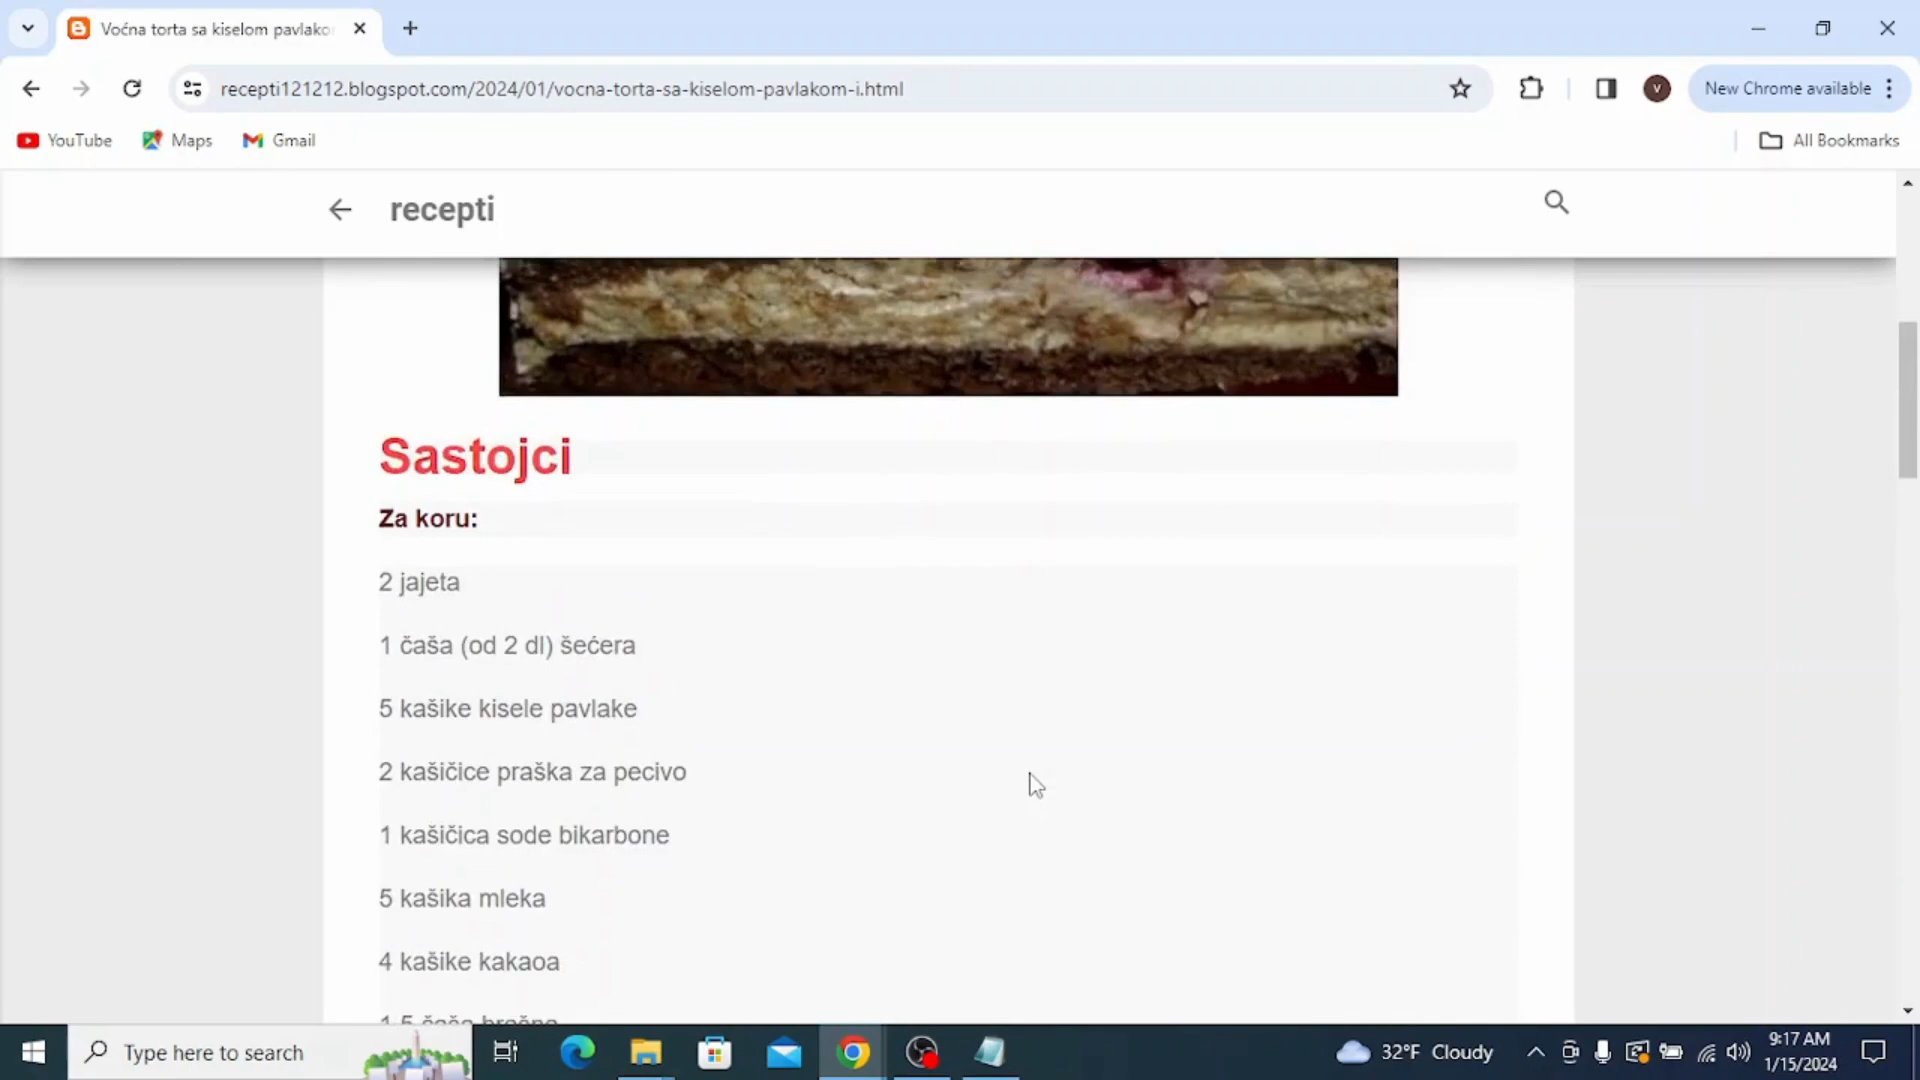 Voćna torta sa kiselom pavlako
recepti121212.blogspot.com/2024/01/vocna-torta-sa-kiselom-pavlakom-i.html
V
New Chrome available
YouTube
Maps
Gmail
All Bookmarks
recepti
Sastojci
Za koru:
2 jajeta
1 čaša (od 2 dl) šećera
5 kašike kisele pavlake
2 kašičice praška za pecivo
1 kašičica sode bikarbone
5 kašika mleka
4 kašike kakaoa
Type here to search
32°F Cloudy
9:17 AM
1/15/2024